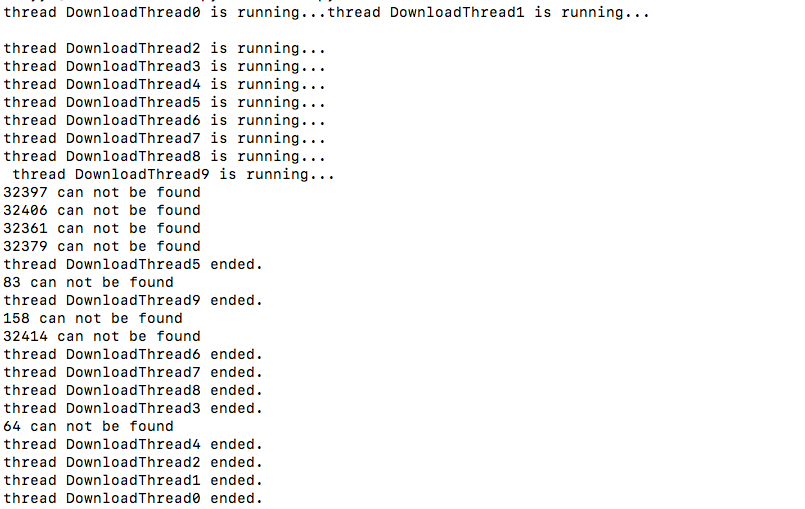 thread DownloadThread0 is running...thread DownloadThread1 is running...
thread DownloadThread2 is running...
thread DownloadThread3 is running...
thread DownloadThread4 is running...
thread DownloadThread5 is running...
thread DownloadThread6 is running...
thread DownloadThread7 is running...
thread DownloadThread8 is running...
thread DownloadThread9 is running...
32397 can not be found
32406 can not be found
32361 can not be found
32379 can not be found
thread DownloadThread5 ended.
83 can not be found
thread DownloadThread9 ended.
158 can not be found
32414 can not be found
thread DownloadThread6 ended.
thread DownloadThread7 ended.
thread DownloadThread8 ended.
thread DownloadThread3 ended.
64 can not be found
thread DownloadThread4 ended.
thread DownloadThread2 ended.
thread DownloadThread1 ended.
thread DownloadThread0 ended.